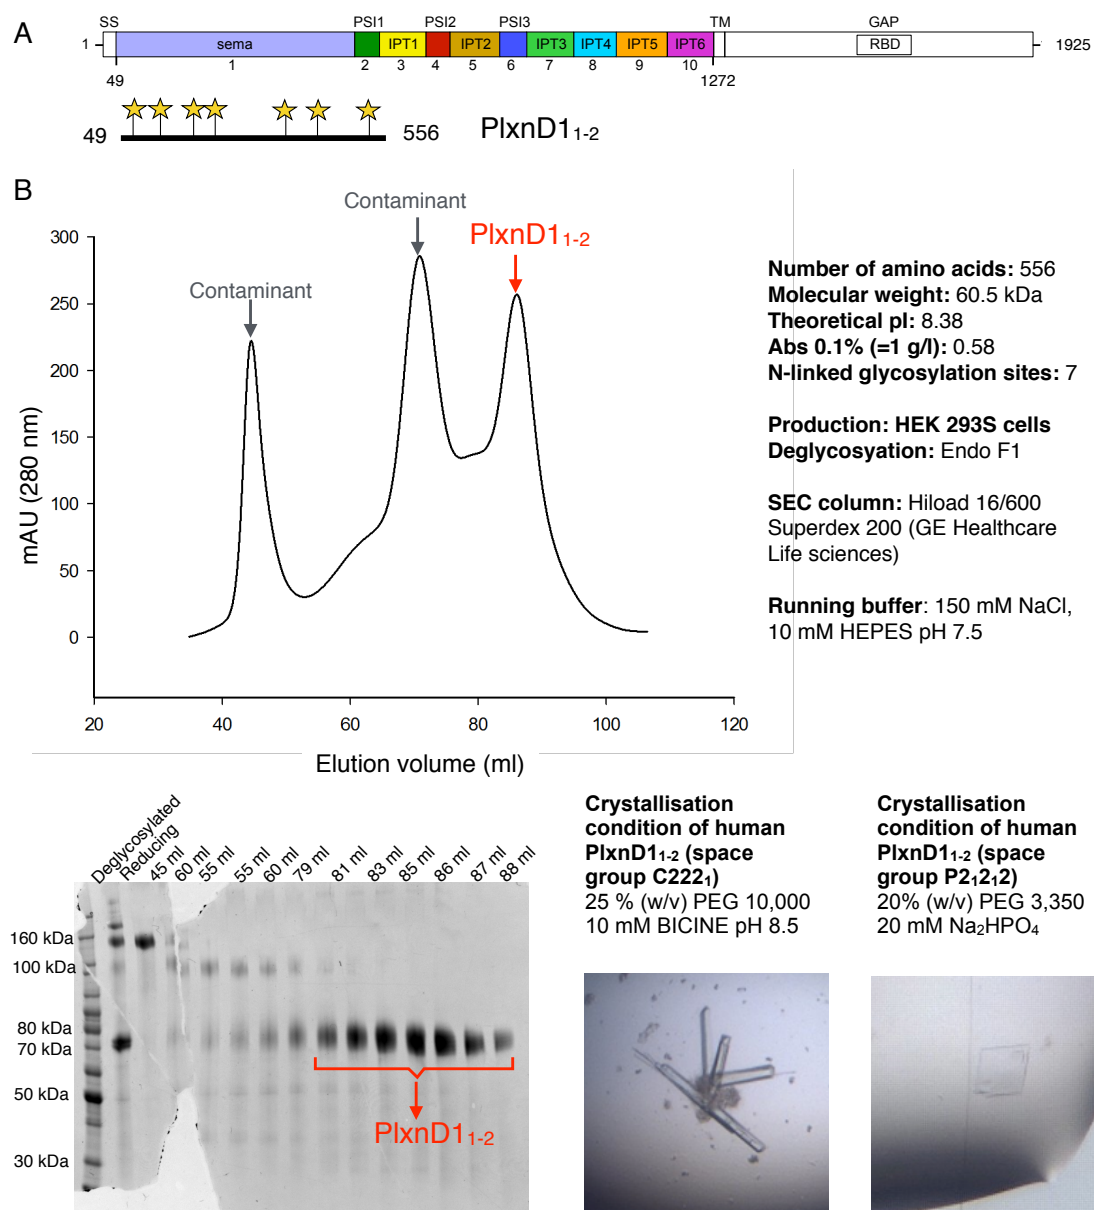 A
SS PSI1 PSI2 PSI3 TM GAP
1 sema IPT1 IPT2 IPT3 IPT4 IPT5 IPT6 RBD 1925
1 2 3 4 5 6 7 8 9 10
49 1272
49 556 PlxnD1₁₋₂
B
Contaminant
PlxnD1₁₋₂
Contaminant
300
250
200
150
100
50
0
mAU (280 nm)
20 40 60 80 100 120
Elution volume (ml)
Number of amino acids: 556
Molecular weight: 60.5 kDa
Theoretical pI: 8.38
Abs 0.1% (=1 g/l): 0.58
N-linked glycosylation sites: 7
Production: HEK 293S cells
Deglycosyation: Endo F1
SEC column: Hiload 16/600
Superdex 200 (GE Healthcare
Life sciences)
Running buffer: 150 mM NaCl,
10 mM HEPES pH 7.5
Deglycosylated
Reducing
45 ml
60 ml
55 ml
55 ml
60 ml
79 ml
81 ml
83 ml
85 ml
86 ml
87 ml
88 ml
160 kDa
100 kDa
80 kDa
70 kDa
50 kDa
30 kDa
PlxnD1₁₋₂
Crystallisation
condition of human
PlxnD1₁₋₂ (space
group C222₁)
25 % (w/v) PEG 10,000
10 mM BICINE pH 8.5
Crystallisation
condition of human
PlxnD1₁₋₂ (space
group P2₁2₁2)
20% (w/v) PEG 3,350
20 mM Na₂HPO₄